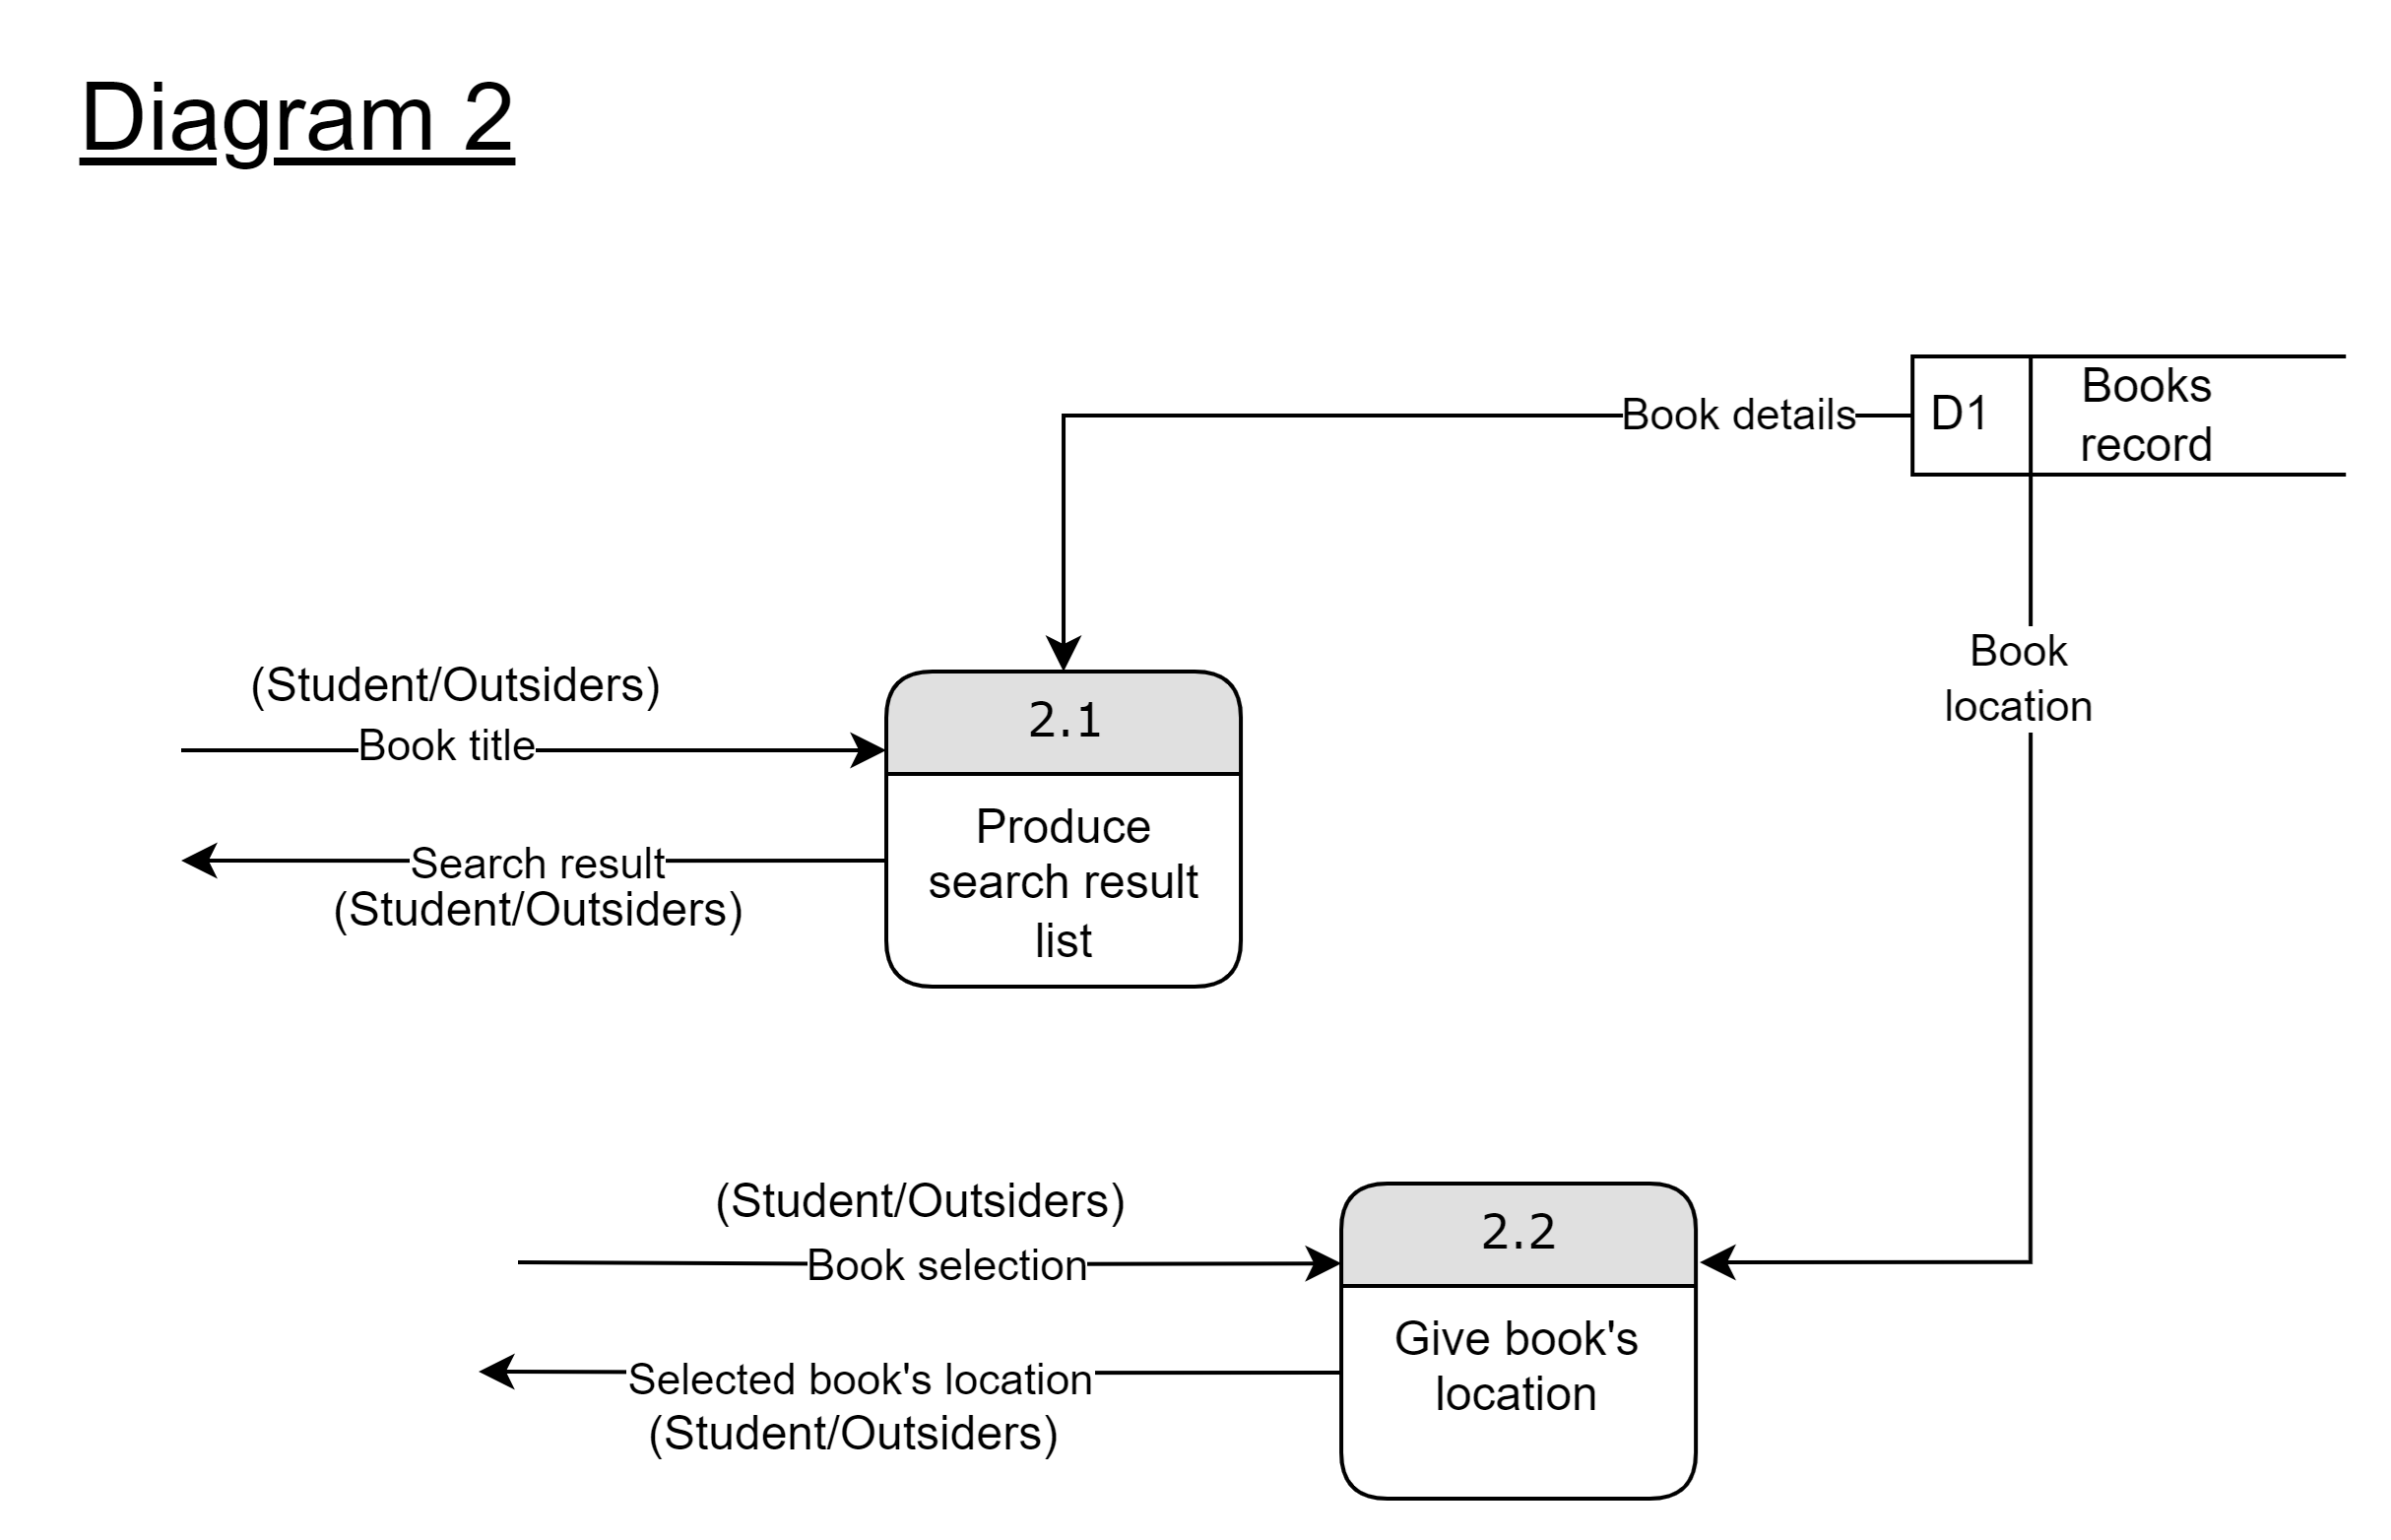 Diagram 2
Books
record
D1
Book details
Book
location
(Student/Outsiders)
Book title
Search result
(Student/Outsiders)
2.1
Produce
search result
list
(Student/Outsiders)
Book selection
Selected book's location
(Student/Outsiders)
2.2
Give book's
location